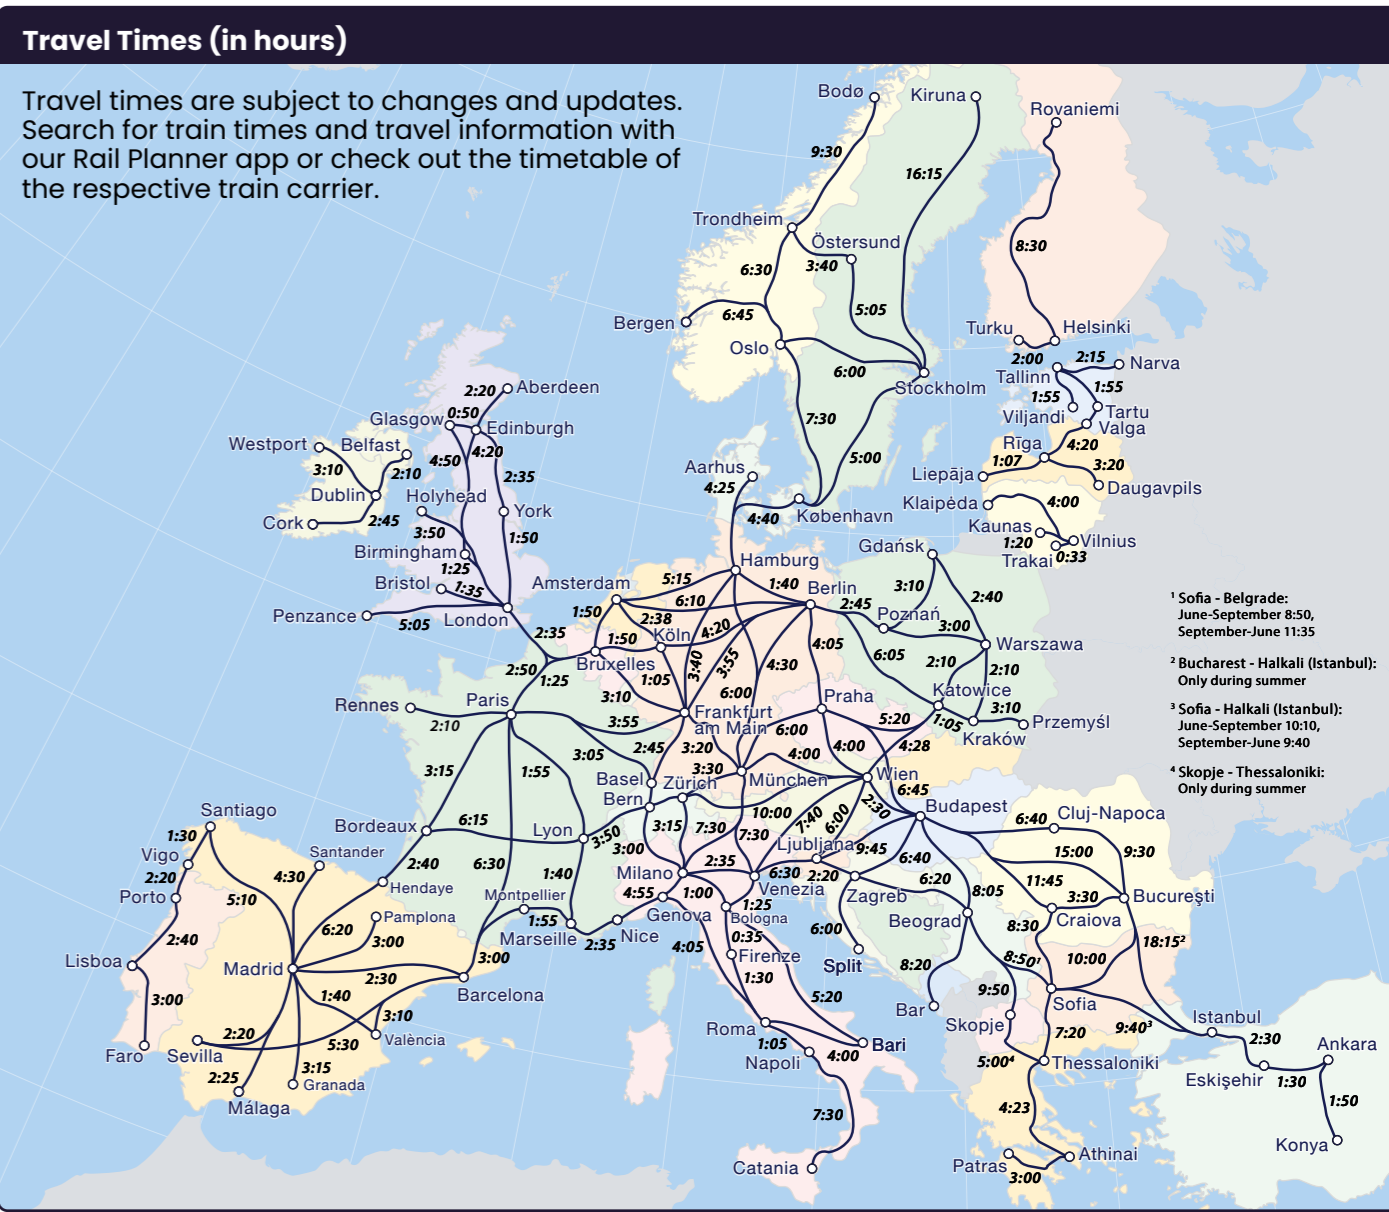 Travel Times (in hours)
Travel times are subject to changes and updates.
Search for train times and travel information with
our Rail Planner app or check out the timetable of
the respective train carrier.
Bodø
Kiruna
Rovaniemi
9:30
16:15
Trondheim
Östersund
8:30
6:30
3:40
6:45
5:05
Bergen
Oslo
Turku
Helsinki
6:00
2:00
2:15
Narva
Stockholm
Tallinn
1:55
1:55
2:20
Aberdeen
Viljandi
Tartu
0:50
Glasgow
Edinburgh
7:30
Valga
Westport
Belfast
4:20
Rīga
4:20
4:50
5:00
1:07
3:20
3:10
2:10
2:35
Aarhus
Liepāja
4:25
Daugavpils
Dublin
Holyhead
Klaipėda
4:00
Cork
2:45
York
4:40
København
Kaunas
3:50
1:50
Gdańsk
1:20
Vilnius
Birmingham
Trakai
0:33
1:25
Hamburg
Bristol
1:35
Amsterdam
5:15
1:40
Berlin
3:10
2:40
¹ Sofia - Belgrade:
June-September 8:50,
September-June 11:35
Penzance
5:05
London
1:50
6:10
2:45
Poznań
2:38
3:00
2:35
1:50
Köln
4:20
4:05
Warszawa
² Bucharest - Halkali (Istanbul):
Only during summer
2:50
Bruxelles
3:40
3:55
4:30
6:05
2:10
2:10
1:25
1:05
Rennes
Paris
3:10
6:00
Praha
Katowice
3:10
³ Sofia - Halkali (Istanbul):
June-September 10:10,
September-June 9:40
2:10
3:55
Frankfurt
am Main
6:00
5:20
1:05
Przemyśl
Kraków
3:15
1:55
3:05
2:45
3:20
4:00
4:00
4:28
⁴ Skopje - Thessaloniki:
Only during summer
Basel
Zürich
3:30
München
Wien
Bern
6:45
Santiago
2:30
Budapest
Cluj-Napoca
1:30
Bordeaux
6:15
Lyon
3:50
3:15
7:30
10:00
7:30
7:40
6:00
6:40
Vigo
Santander
3:00
Ljubljana
9:45
6:40
15:00
9:30
2:20
2:40
6:30
1:40
Milano
2:35
Porto
4:30
Hendaye
6:30
2:20
6:20
11:45
5:10
Montpellier
4:55
1:00
Venezia
Zagreb
8:05
3:30
Bucureşti
Pamplona
1:55
Genova
1:25
Bologna
Beograd
Craiova
6:20
3:00
Marseille
2:35
Nice
0:35
6:00
8:30
2:40
4:05
Firenze
18:15²
Lisboa
Madrid
3:00
Split
8:20
8:50¹
10:00
2:30
1:30
3:00
1:40
Barcelona
5:20
9:50
Sofia
3:10
Bar
Skopje
Istanbul
2:20
València
Roma
7:20
9:40³
2:30
Faro
Sevilla
5:30
1:05
Bari
Ankara
3:15
Napoli
4:00
5:00⁴
Thessaloniki
2:25
Granada
Eskişehir
1:30
Málaga
7:30
4:23
1:50
Konya
Catania
Patras
Athinai
3:00